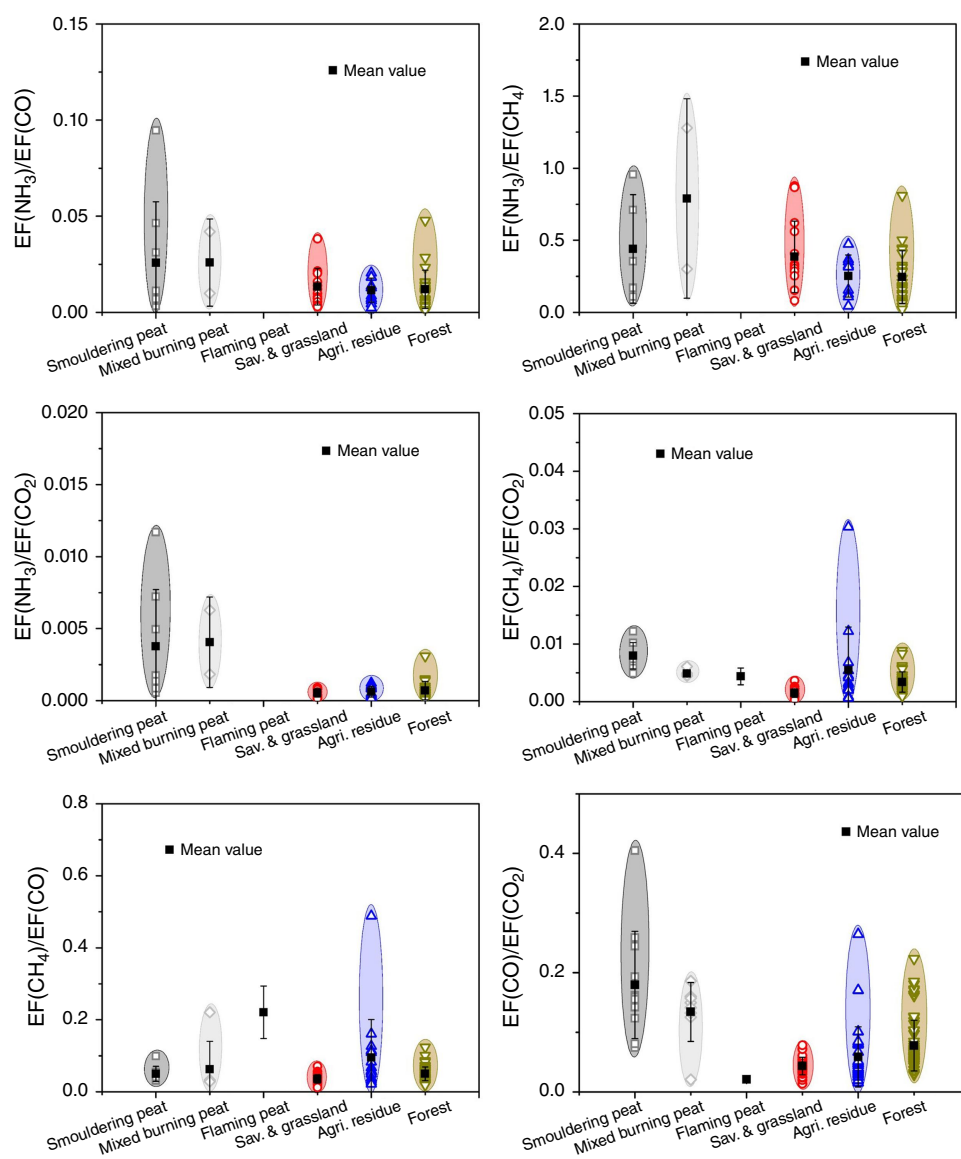 0.15
0.10
0.05
0.00
EF(NH3)/EF(CO)
Mean value
Smouldering peat
Mixed burning peat
Flaming peat
Sav. & grassland
Agri. residue
Forest
2.0
1.5
1.0
0.5
0.0
EF(NH3)/EF(CH4)
Mean value
Smouldering peat
Mixed burning peat
Flaming peat
Sav. & grassland
Agri. residue
Forest
0.020
0.015
0.010
0.005
0.000
EF(NH3)/EF(CO2)
Mean value
Smouldering peat
Mixed burning peat
Flaming peat
Sav. & grassland
Agri. residue
Forest
0.05
0.04
0.03
0.02
0.01
0.00
EF(CH4)/EF(CO2)
Mean value
Smouldering peat
Mixed burning peat
Flaming peat
Sav. & grassland
Agri. residue
Forest
0.8
0.6
0.4
0.2
0.0
EF(CH4)/EF(CO)
Mean value
Smouldering peat
Mixed burning peat
Flaming peat
Sav. & grassland
Agri. residue
Forest
0.4
0.2
0.0
EF(CO)/EF(CO2)
Mean value
Smouldering peat
Mixed burning peat
Flaming peat
Sav. & grassland
Agri. residue
Forest